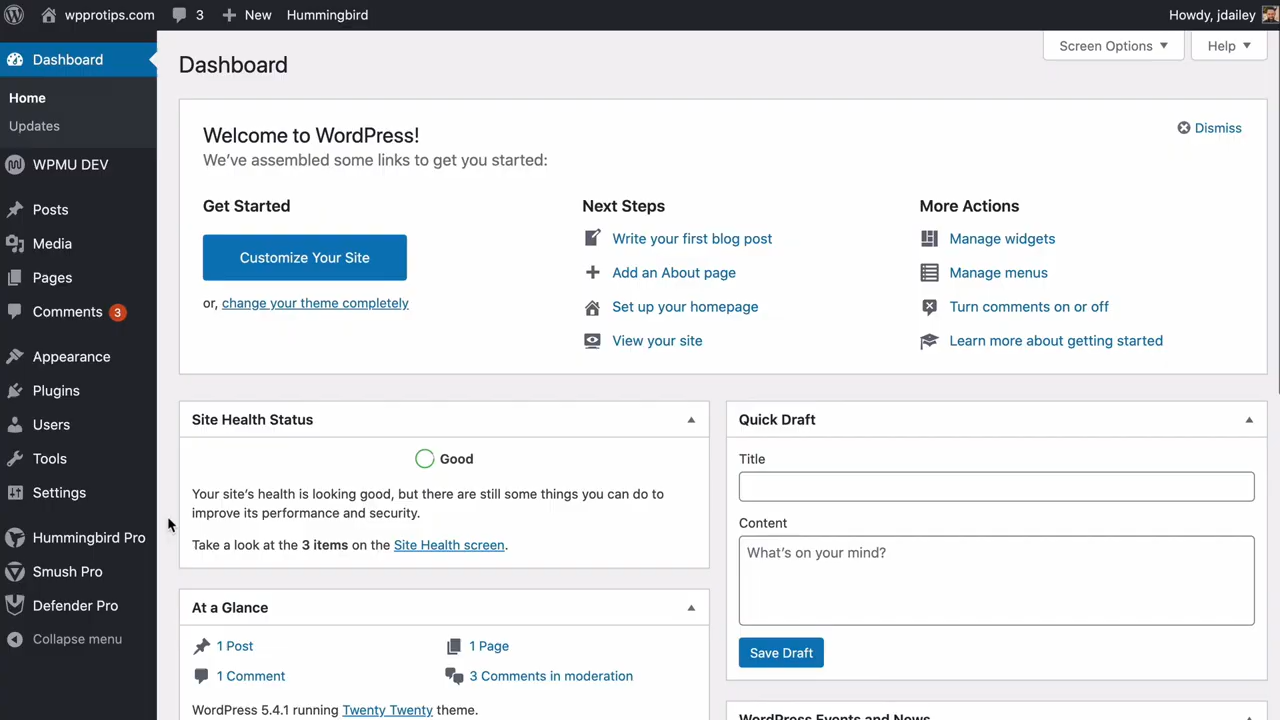 wpprotips.com 3 New Hummingbird Howdy, jdailey
Dashboard
Home
Updates
WPMU DEV
Posts
Media
Pages
Comments 3
Appearance
Plugins
Users
Tools
Settings
Hummingbird Pro
Smush Pro
Defender Pro
Collapse menu
Screen Options Help
Dashboard
Welcome to WordPress!
Dismiss
We've assembled some links to get you started:
Get Started
Customize Your Site
or, change your theme completely
Next Steps
Write your first blog post
Add an About page
Set up your homepage
View your site
More Actions
Manage widgets
Manage menus
Turn comments on or off
Learn more about getting started
Site Health Status
Good
Your site's health is looking good, but there are still some things you can do to
improve its performance and security.
Take a look at the 3 items on the Site Health screen.
At a Glance
1 Post 1 Page
1 Comment 3 Comments in moderation
WordPress 5.4.1 running Twenty Twenty theme.
Quick Draft
Title
Content
What's on your mind?
Save Draft
WordPress Events and News